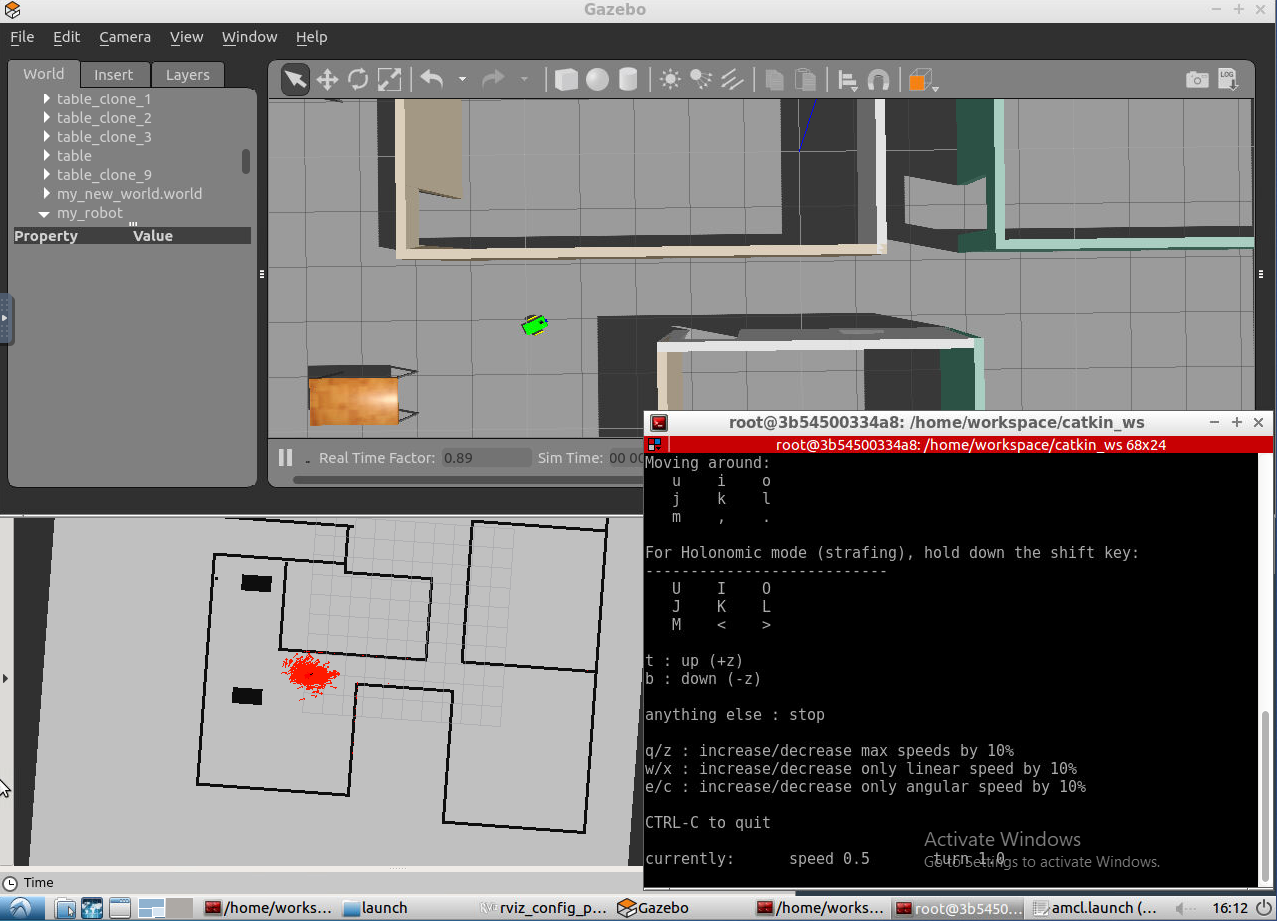 Gazebo
File Edit Camera View Window Help
World Insert Layers
table_clone_1
table_clone_2
table_clone_3
table
table_clone_9
my_new_world.world
my_robot
Property Value
LOG
Real Time Factor: 0.89 Sim Time: 00 00
root@3b54500334a8: /home/workspace/catkin_ws
root@3b54500334a8: /home/workspace/catkin_ws 68x24
Moving around:
u i o
j k l
m , .
For Holonomic mode (strafing), hold down the shift key:
---------------------------
U I O
J K L
M < >
t : up (+z)
b : down (-z)
anything else : stop
q/z : increase/decrease max speeds by 10%
w/x : increase/decrease only linear speed by 10%
e/c : increase/decrease only angular speed by 10%
CTRL-C to quit
Activate Windows
currently: speed 0.5 turn 1.0
Go to Settings to activate Windows.
Time
/home/works... launch rviz_config_p... Gazebo /home/works... root@3b5450... amcl.launch (... 16:12